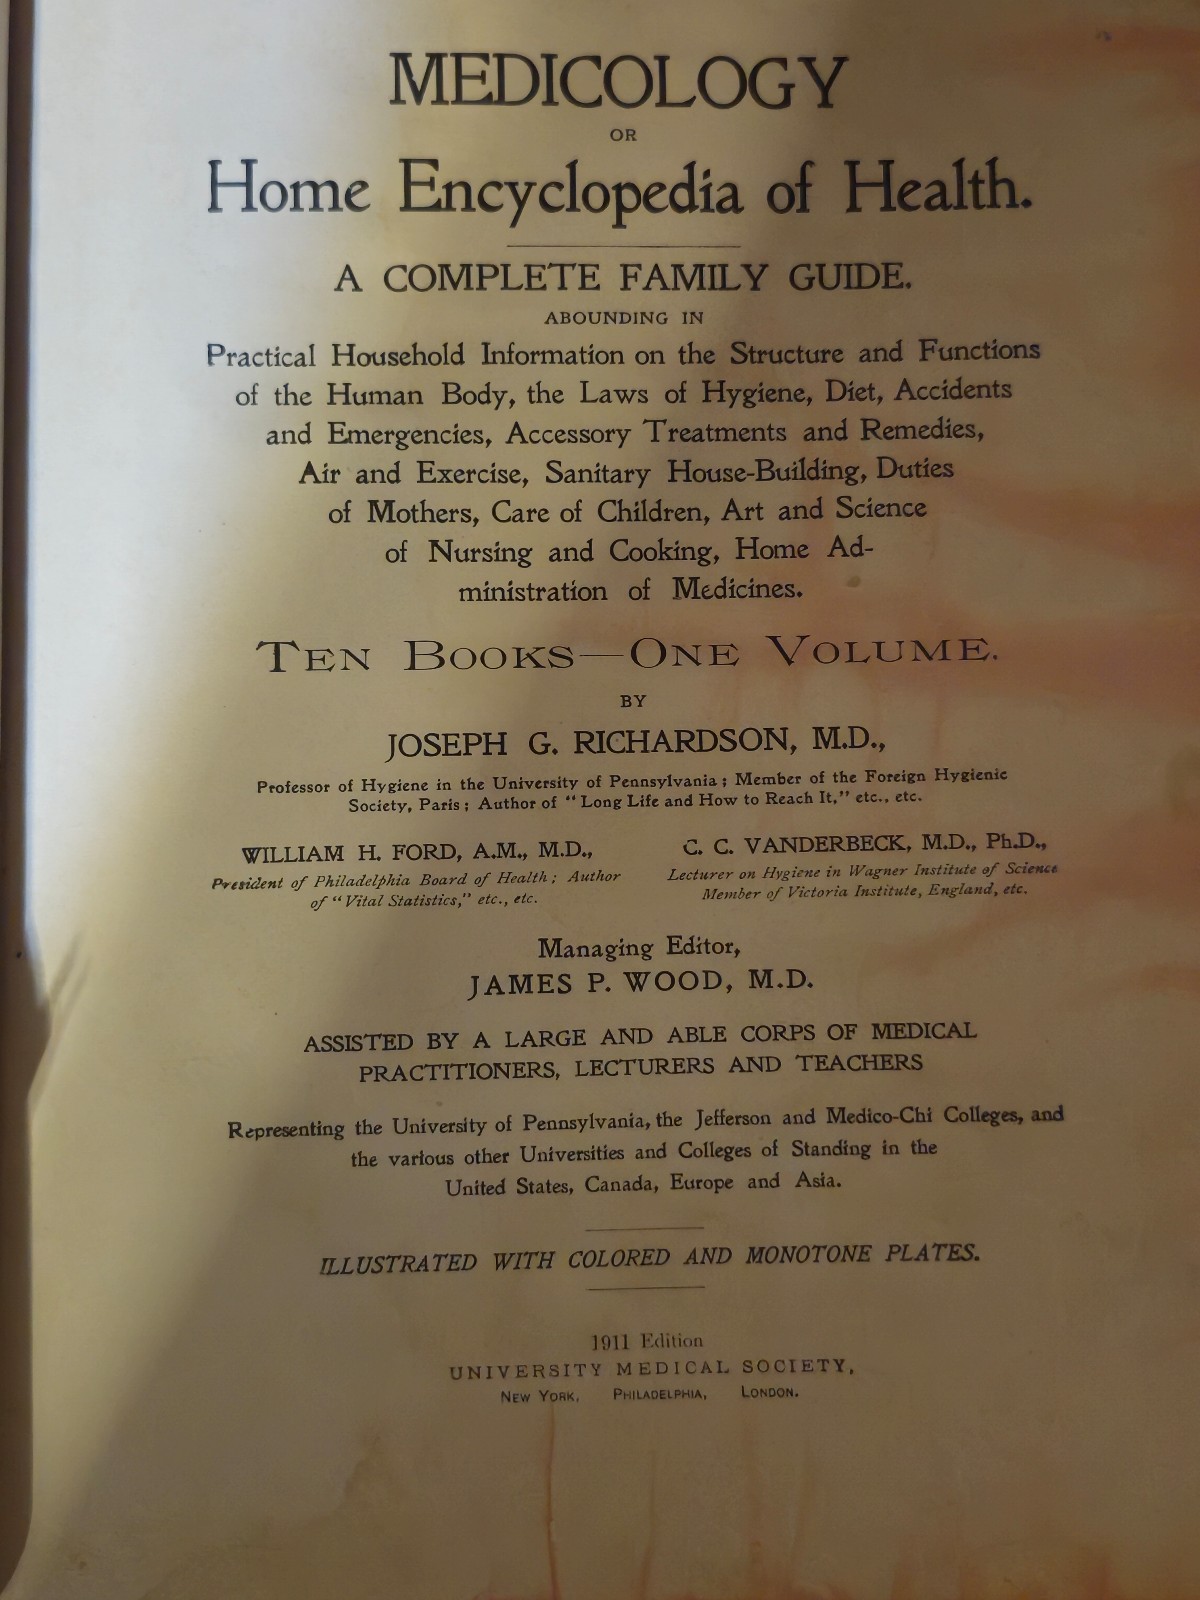 MEDICOLOGY
OR
Home Encyclopedia of Health.
A COMPLETE FAMILY GUIDE.
ABOUNDING IN
Practical Household Information on the Structure and Functions
of the Human Body, the Laws of Hygiene, Diet, Accidents
and Emergencies, Accessory Treatments and Remedies,
Air and Exercise, Sanitary House-Building, Duties
of Mothers, Care of Children, Art and Science
of Nursing and Cooking, Home Ad-
ministration of Medicines.
TEN BOOKS—ONE VOLUME.
BY
JOSEPH G. RICHARDSON, M.D.,
Professor of Hygiene in the University of Pennsylvania; Member of the Foreign Hygienic
Society, Paris; Author of "Long Life and How to Reach It," etc., etc.
WILLIAM H. FORD, A.M., M.D.,
President of Philadelphia Board of Health; Author
of "Vital Statistics," etc., etc.
C. C. VANDERBECK, M.D., Ph.D.,
Lecturer on Hygiene in Wagner Institute of Science
Member of Victoria Institute, England, etc.
Managing Editor,
JAMES P. WOOD, M.D.
ASSISTED BY A LARGE AND ABLE CORPS OF MEDICAL
PRACTITIONERS, LECTURERS AND TEACHERS
Representing the University of Pennsylvania, the Jefferson and Medico-Chi Colleges, and
the various other Universities and Colleges of Standing in the
United States, Canada, Europe and Asia.
ILLUSTRATED WITH COLORED AND MONOTONE PLATES.
1911 Edition
UNIVERSITY MEDICAL SOCIETY,
NEW YORK, PHILADELPHIA, LONDON.